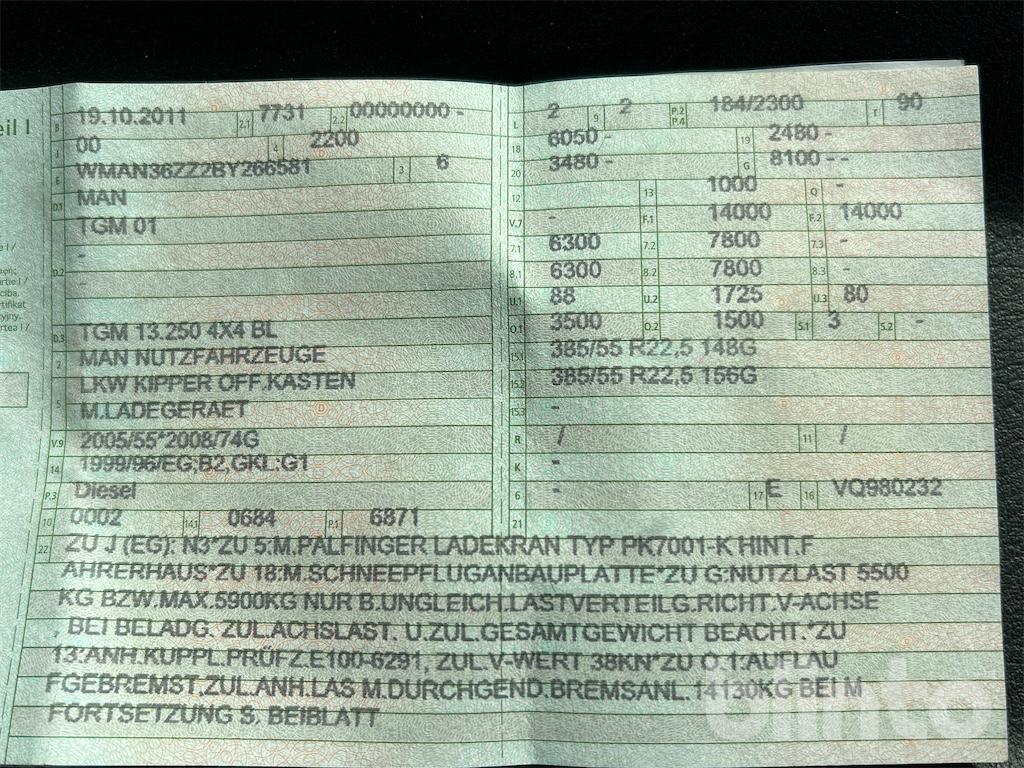 eil I
B 19.10.2011 2.1 7731 2.2 00000000 -
J 00 4 2200
E WMAN36ZZ2BY266581 3 6
D.1 MAN
TGM 01
-
D.2 -
D.3 TGM 13.250 4X4 BL
2 MAN NUTZFAHRZEUGE
5 LKW KIPPER OFF.KASTEN
M.LADEGERAET
V.9 2005/55*2008/74G
14 1999/96/EG;B2,GKL:G1
P.3 Diesel
10 0002 14.1 0684 P.1 6871
L 2 9 2 P.2 P.4 184/2300 T 90
18 6050 - 19 2480 -
20 3480 - G 8100 - -
12 13 1000 Q -
V.7 - F.1 14000 F.2 14000
7.1 6300 7.2 7800 7.3 -
8.1 6300 8.2 7800 8.3 -
U.1 88 U.2 1725 U.3 80
O.1 3500 O.2 1500 S.1 3 S.2 -
15.1 385/55 R22,5 148G
15.2 385/55 R22,5 156G
15.3 -
R / 11 /
K -
6 - 17 E 16 VQ980232
21
22 ZU J (EG): N3*ZU 5:M.PALFINGER LADEKRAN TYP PK7001-K HINT.F
AHRERHAUS*ZU 18:M.SCHNEEPFLUGANBAUPLATTE*ZU G:NUTZLAST 5500
KG BZW.MAX.5900KG NUR B.UNGLEICH.LASTVERTEILG.RICHT.V-ACHSE
, BEI BELADG. ZUL.ACHSLAST. U.ZUL.GESAMTGEWICHT BEACHT.*ZU
13:ANH.KUPPL.PRÜFZ.E100-6291, ZUL.V-WERT 38KN*ZU O.1:AUFLAU
FGEBREMST,ZUL.ANH.LAS M.DURCHGEND.BREMSANL.14130KG BEI M
FORTSETZUNG S. BEIBLATT